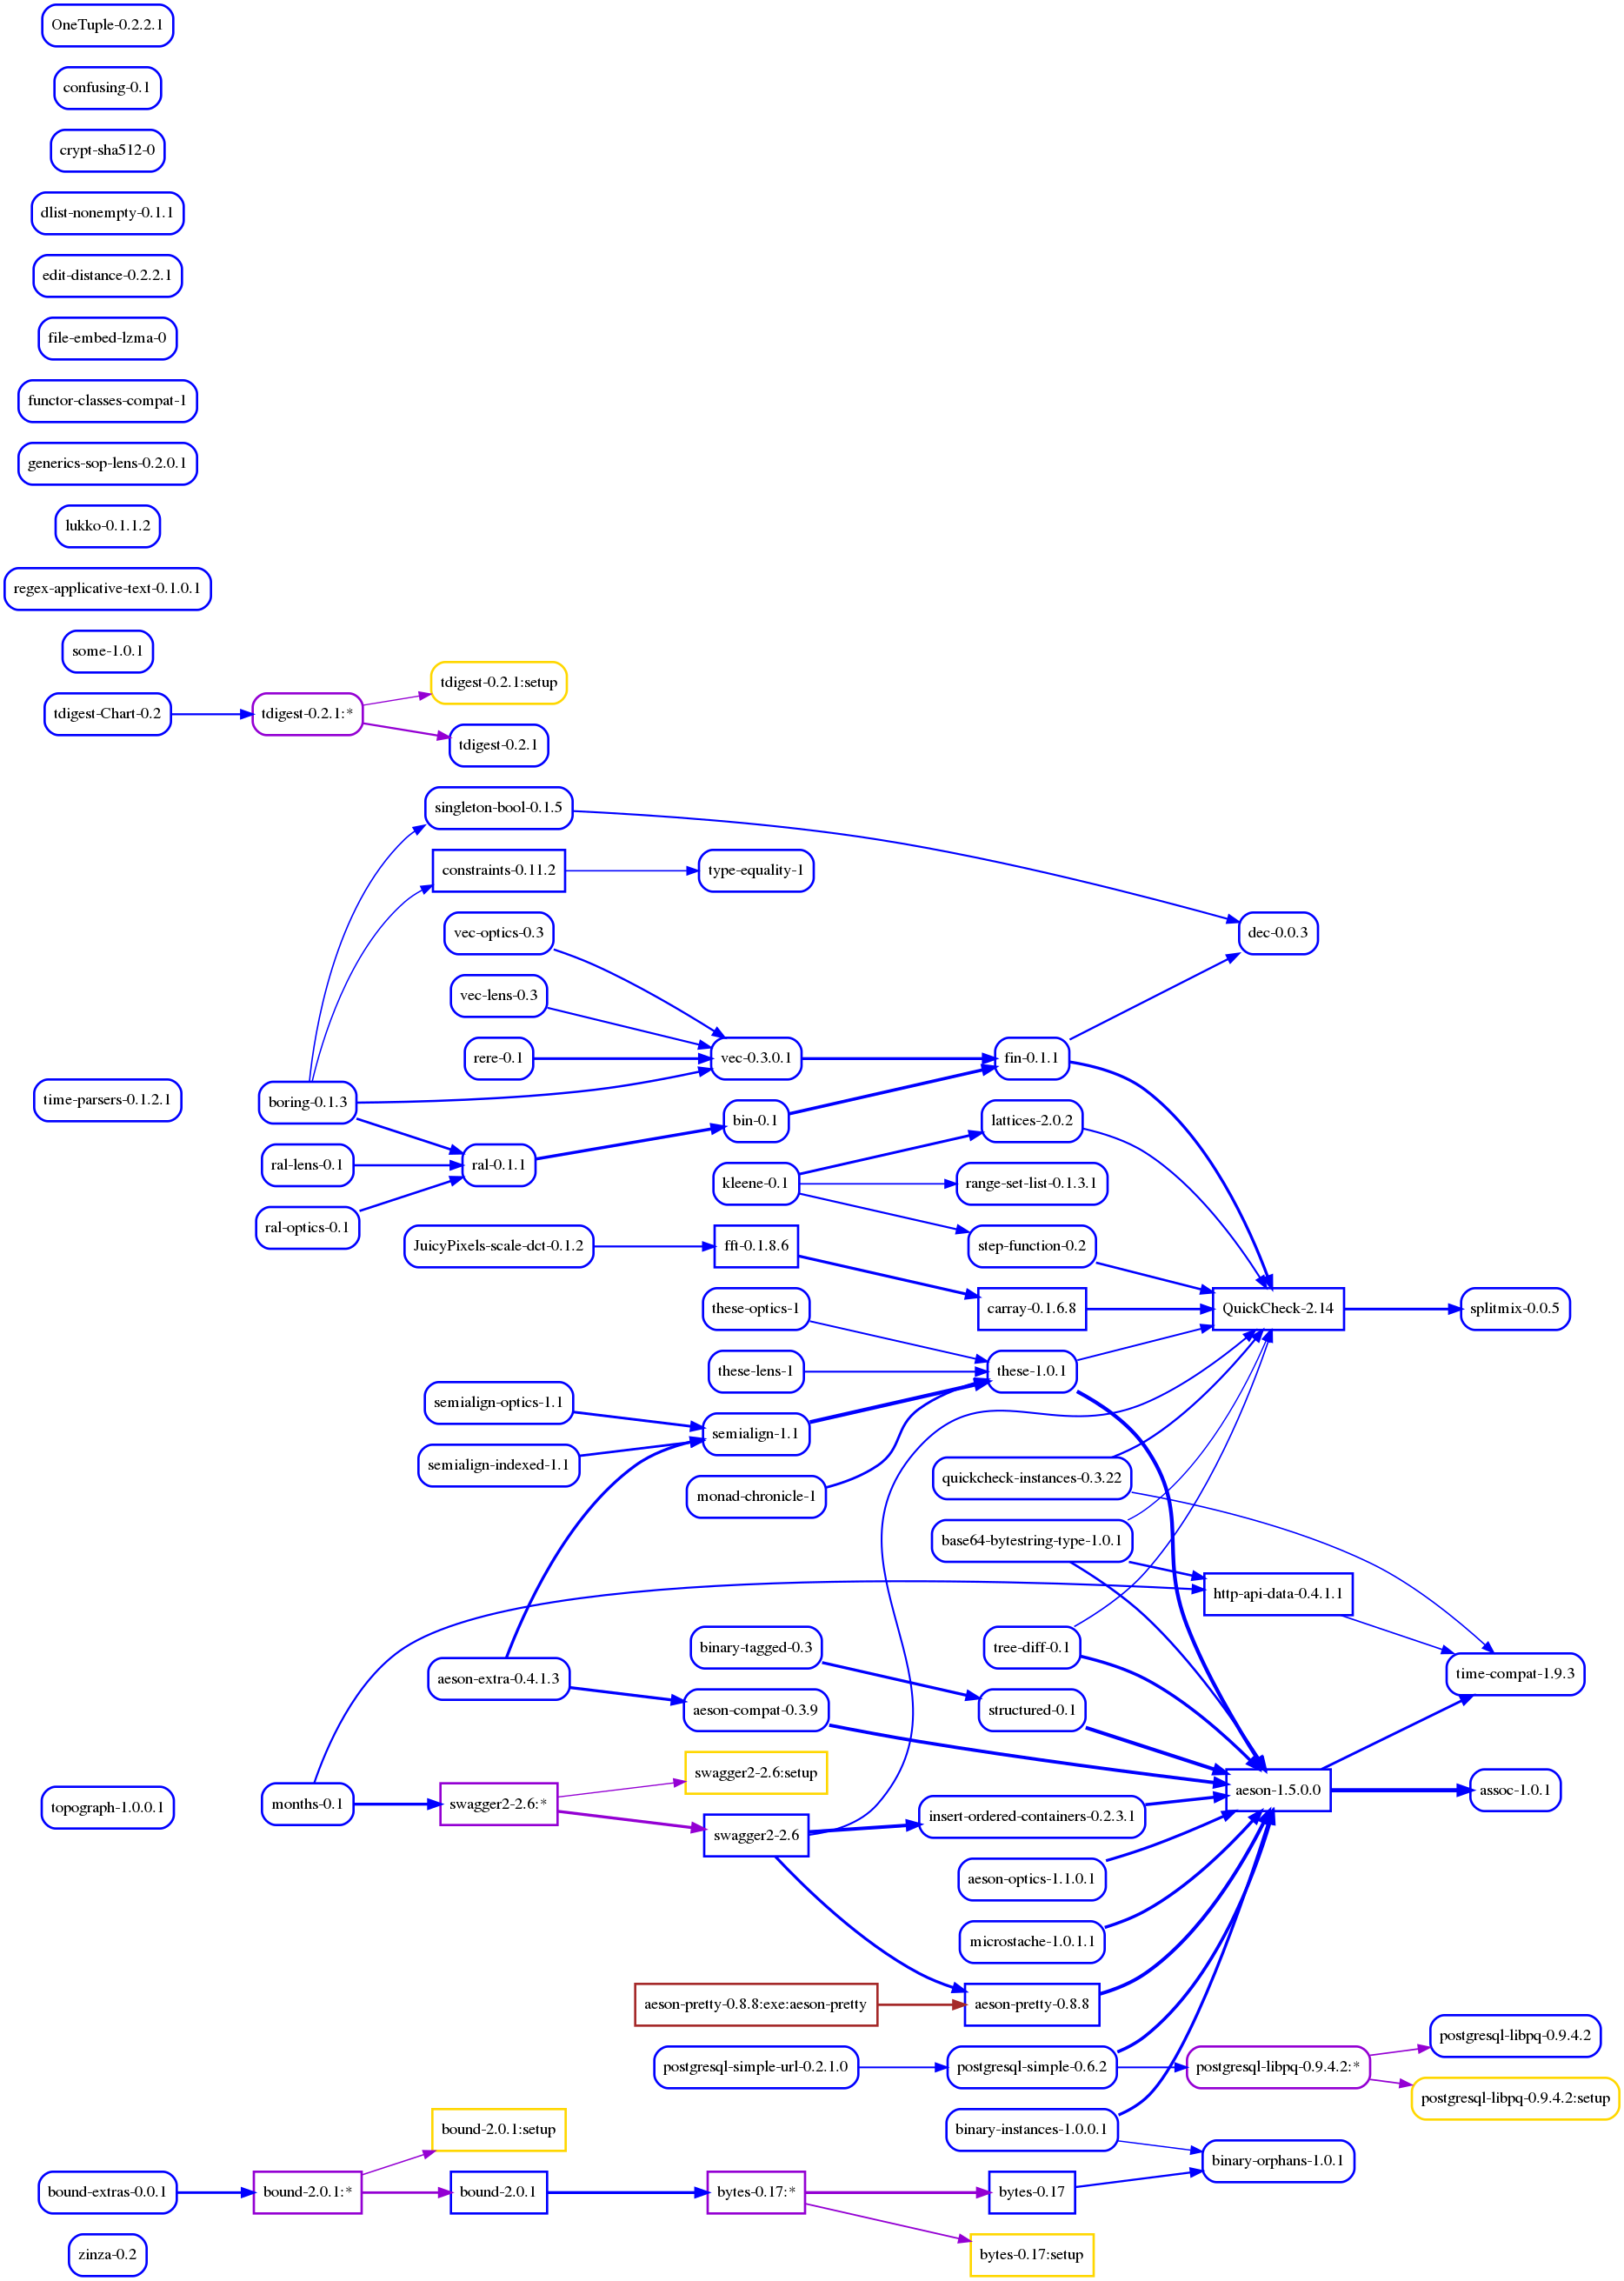 OneTuple-0.2.2.1
confusing-0.1
crypt-sha512-0
dlist-nonempty-0.1.1
edit-distance-0.2.2.1
file-embed-lzma-0
functor-classes-compat-1
generics-sop-lens-0.2.0.1
lukko-0.1.1.2
regex-applicative-text-0.1.0.1
some-1.0.1
tdigest-0.2.1:setup
tdigest-Chart-0.2
tdigest-0.2.1:*
tdigest-0.2.1
singleton-bool-0.1.5
constraints-0.11.2
type-equality-1
vec-optics-0.3
dec-0.0.3
vec-lens-0.3
rere-0.1
vec-0.3.0.1
fin-0.1.1
time-parsers-0.1.2.1
boring-0.1.3
bin-0.1
lattices-2.0.2
ral-lens-0.1
ral-0.1.1
kleene-0.1
range-set-list-0.1.3.1
ral-optics-0.1
JuicyPixels-scale-dct-0.1.2
fft-0.1.8.6
step-function-0.2
these-optics-1
carray-0.1.6.8
QuickCheck-2.14
splitmix-0.0.5
these-lens-1
these-1.0.1
semialign-optics-1.1
semialign-1.1
semialign-indexed-1.1
quickcheck-instances-0.3.22
monad-chronicle-1
base64-bytestring-type-1.0.1
http-api-data-0.4.1.1
binary-tagged-0.3
tree-diff-0.1
aeson-extra-0.4.1.3
time-compat-1.9.3
aeson-compat-0.3.9
structured-0.1
swagger2-2.6:setup
aeson-1.5.0.0
assoc-1.0.1
topograph-1.0.0.1
months-0.1
swagger2-2.6:*
insert-ordered-containers-0.2.3.1
swagger2-2.6
aeson-optics-1.1.0.1
microstache-1.0.1.1
aeson-pretty-0.8.8:exe:aeson-pretty
aeson-pretty-0.8.8
postgresql-libpq-0.9.4.2
postgresql-simple-url-0.2.1.0
postgresql-simple-0.6.2
postgresql-libpq-0.9.4.2:*
postgresql-libpq-0.9.4.2:setup
bound-2.0.1:setup
binary-instances-1.0.0.1
binary-orphans-1.0.1
bound-extras-0.0.1
bound-2.0.1:*
bound-2.0.1
bytes-0.17:*
bytes-0.17
zinza-0.2
bytes-0.17:setup